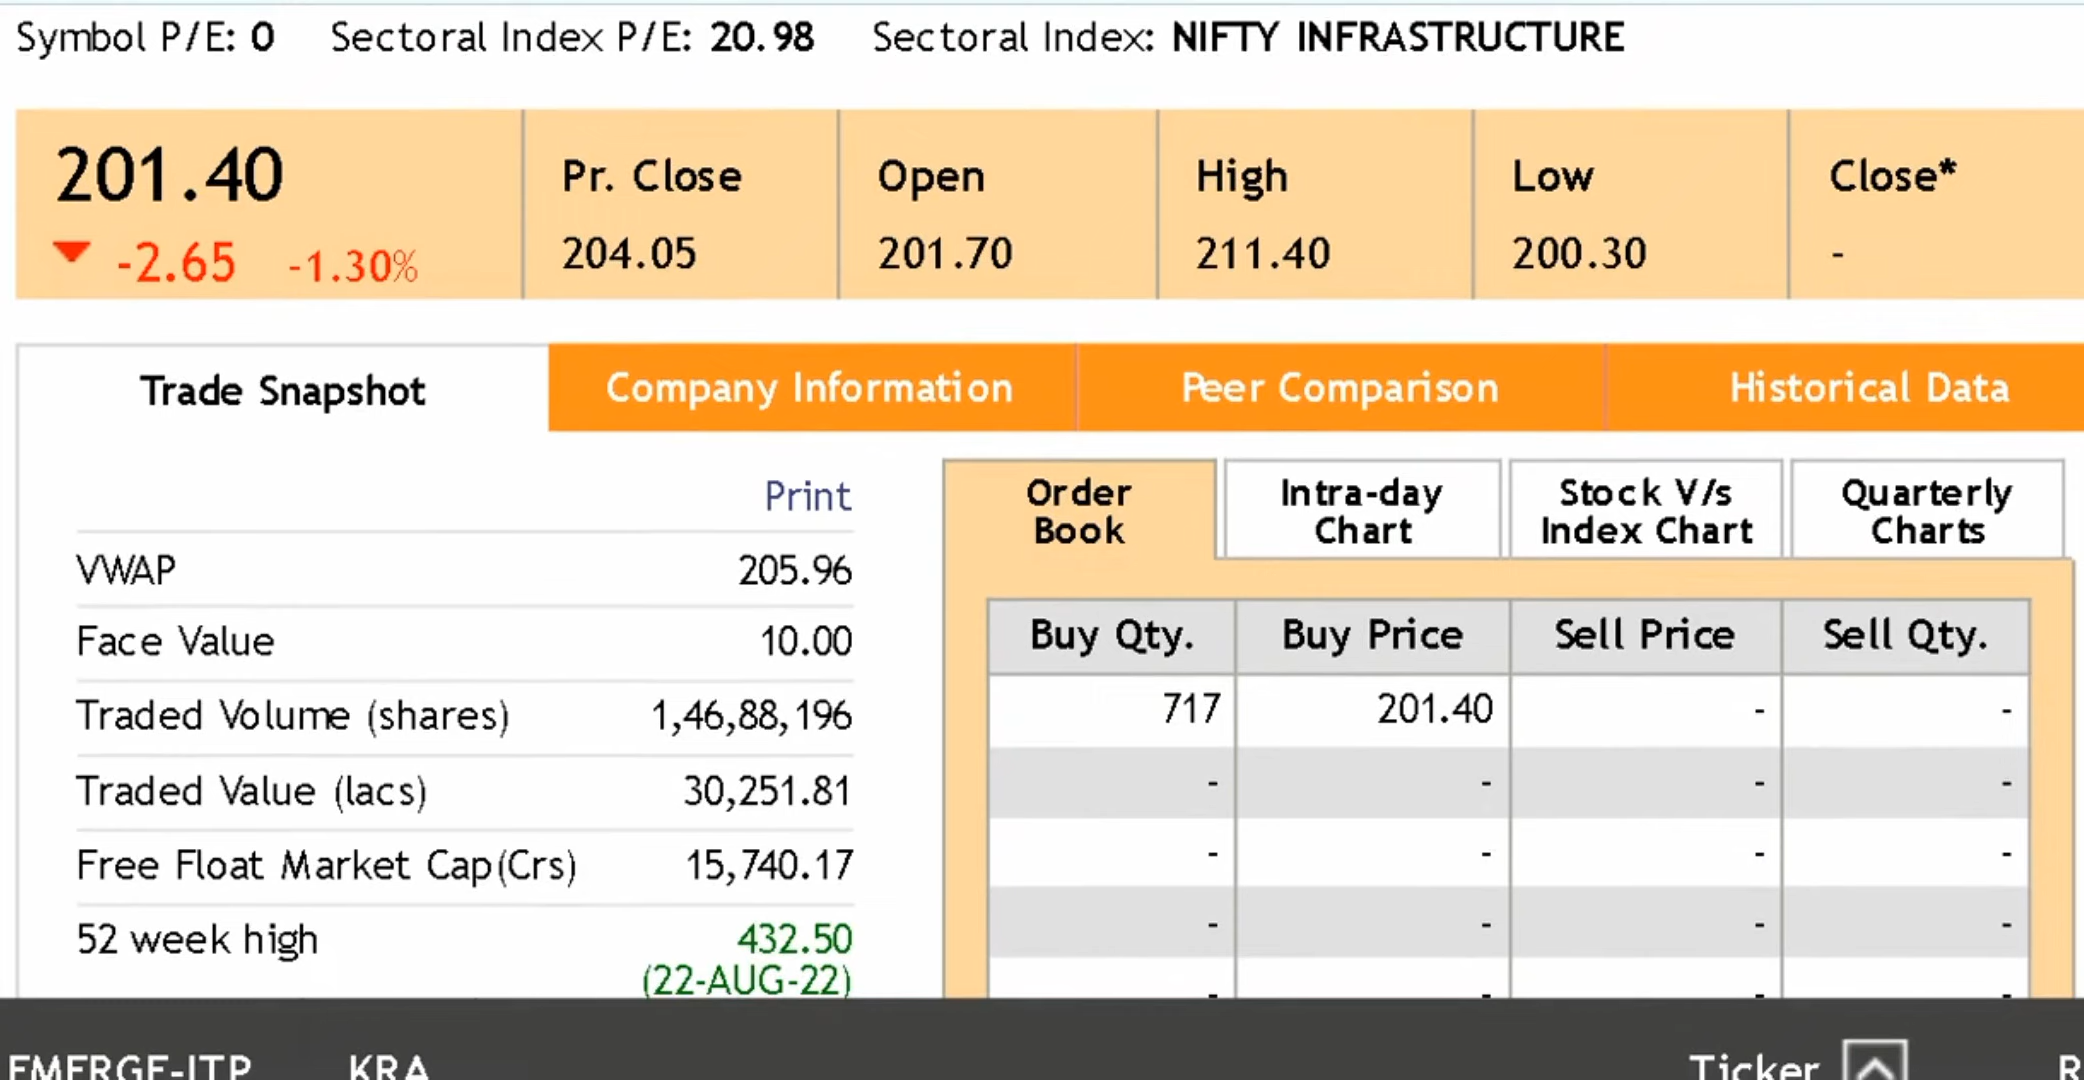 Symbol P/E: 0 Sectoral Index P/E: 20.98 Sectoral Index: NIFTY INFRASTRUCTURE
201.40
-2.65 -1.30%
Pr. Close Open High Low Close*
204.05 201.70 211.40 200.30 -
Trade Snapshot Company Information Peer Comparison Historical Data
Print
VWAP 205.96
Face Value 10.00
Traded Volume (shares) 1,46,88,196
Traded Value (lacs) 30,251.81
Free Float Market Cap(Crs) 15,740.17
52 week high 432.50
(22-AUG-22)
Order Book
Intra-day Chart
Stock V/s Index Chart
Quarterly Charts
Buy Qty. Buy Price Sell Price Sell Qty.
717 201.40 - -
- - - -
- - - -
- - - -
- - - -
EMERGE-ITP KRA Ticker